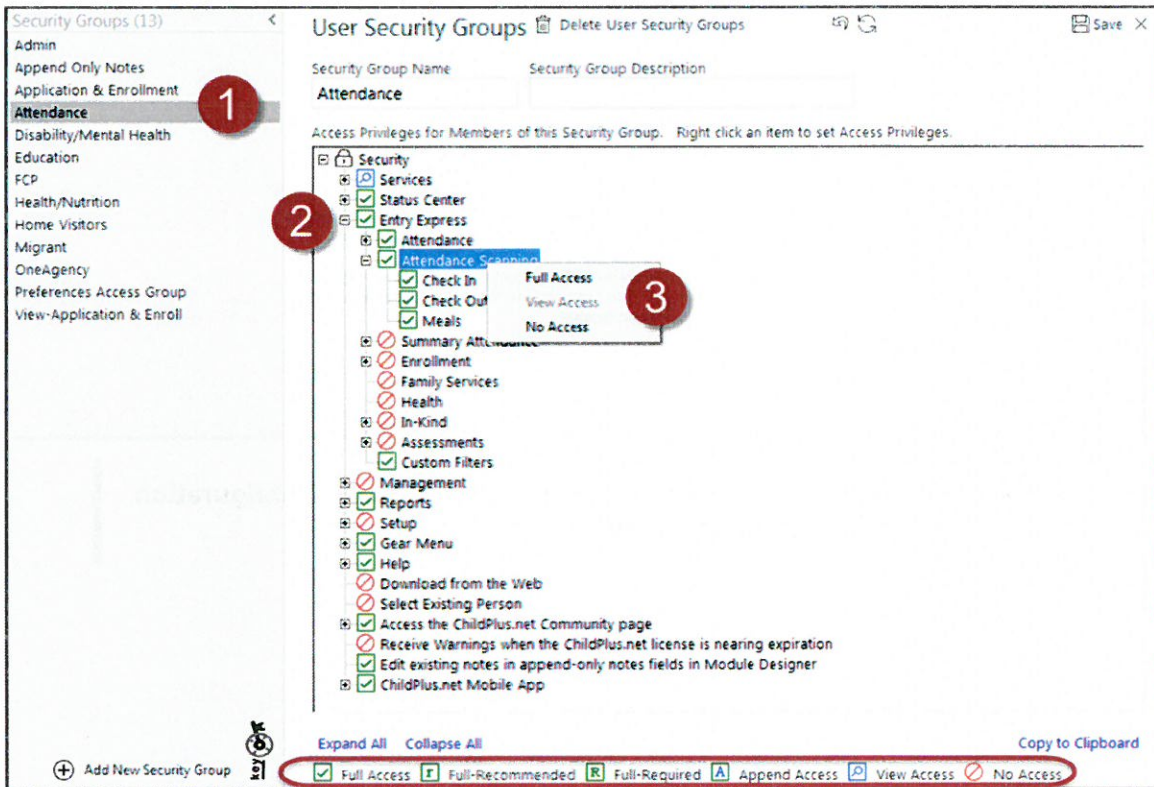 Security Groups (13)
Admin
Append Only Notes
Application & Enrollment
Attendance
Disability/Mental Health
Education
FCP
Health/Nutrition
Home Visitors
Migrant
OneAgency
Preferences Access Group
View-Application & Enroll
Add New Security Group
key
1
User Security Groups
Delete User Security Groups
Save
Security Group Name Security Group Description
Attendance
Access Privileges for Members of this Security Group. Right click an item to set Access Privileges.
Security
Services
Status Center
2
Entry Express
Attendance
Attendance Scanning
Check In
Check Out
Meals
Full Access
View Access
No Access
3
Summary Attendance
Enrollment
Family Services
Health
In-Kind
Assessments
Custom Filters
Management
Reports
Setup
Gear Menu
Help
Download from the Web
Select Existing Person
Access the ChildPlus.net Community page
Receive Warnings when the ChildPlus.net license is nearing expiration
Edit existing notes in append-only notes fields in Module Designer
ChildPlus.net Mobile App
Expand All Collapse All Copy to Clipboard
Full Access r Full-Recommended R Full-Required A Append Access View Access No Access